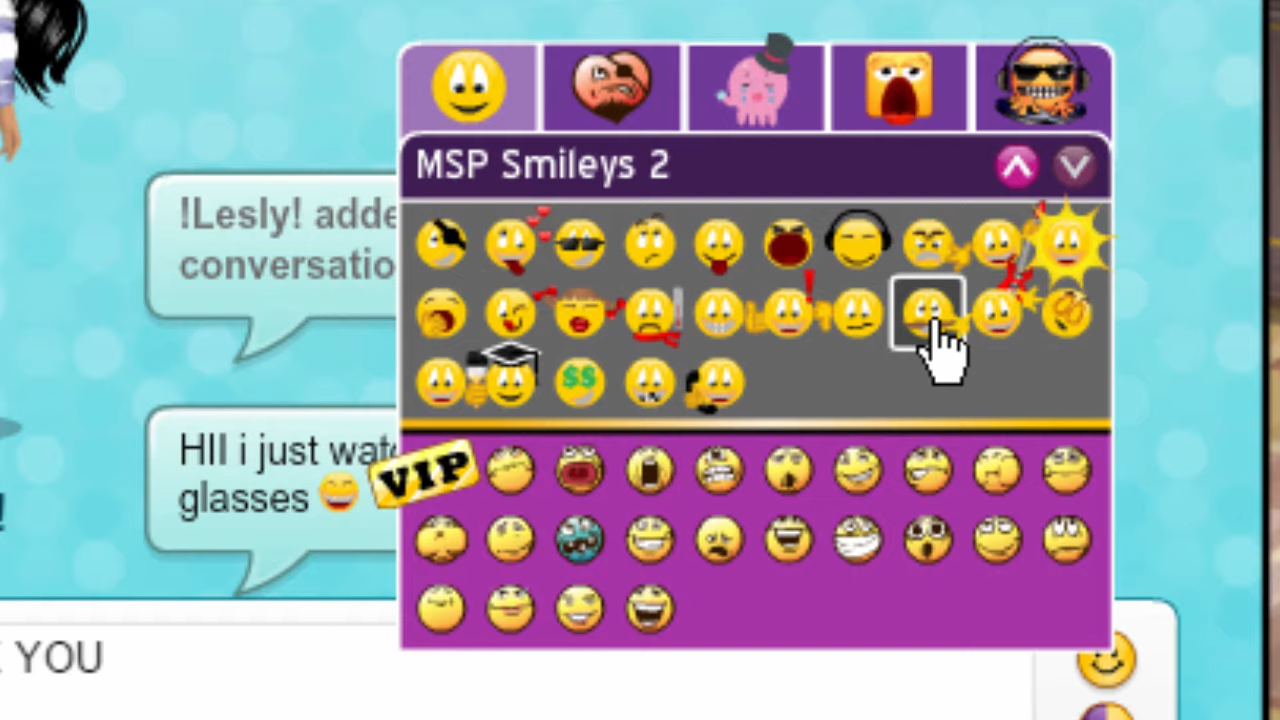 MSP Smileys 2
!Lesly! adde
conversatio
HII i just wat
glasses
VIP
$$
!
YOU